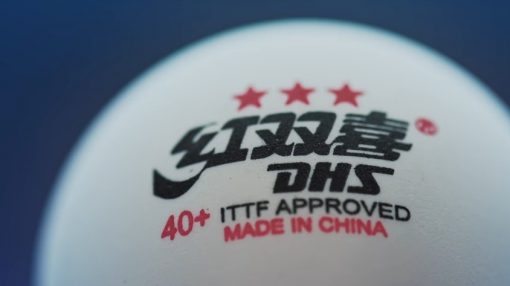 ★★★
红双喜®
DHS
40+ ITTF APPROVED
MADE IN CHINA